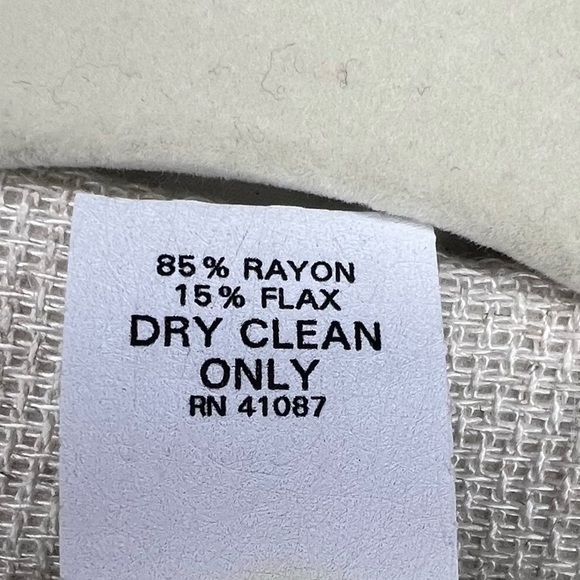 85% RAYON
15% FLAX
DRY CLEAN
ONLY
RN 41087